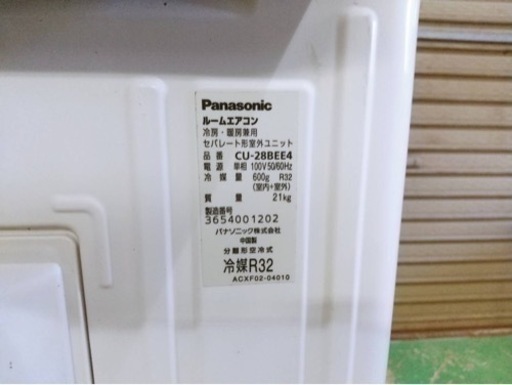 Panasonic
ルームエアコン
冷房・暖房兼用
セパレート形室外ユニット
品番 CU-28BEE4
電源 単相 100V 50/60Hz
冷媒量 600g R32
(室内+室外)
質量 21kg
製造番号
3654001202
パナソニック株式会社
中国製
分離形空冷式
冷媒R32
ACXF02-04010